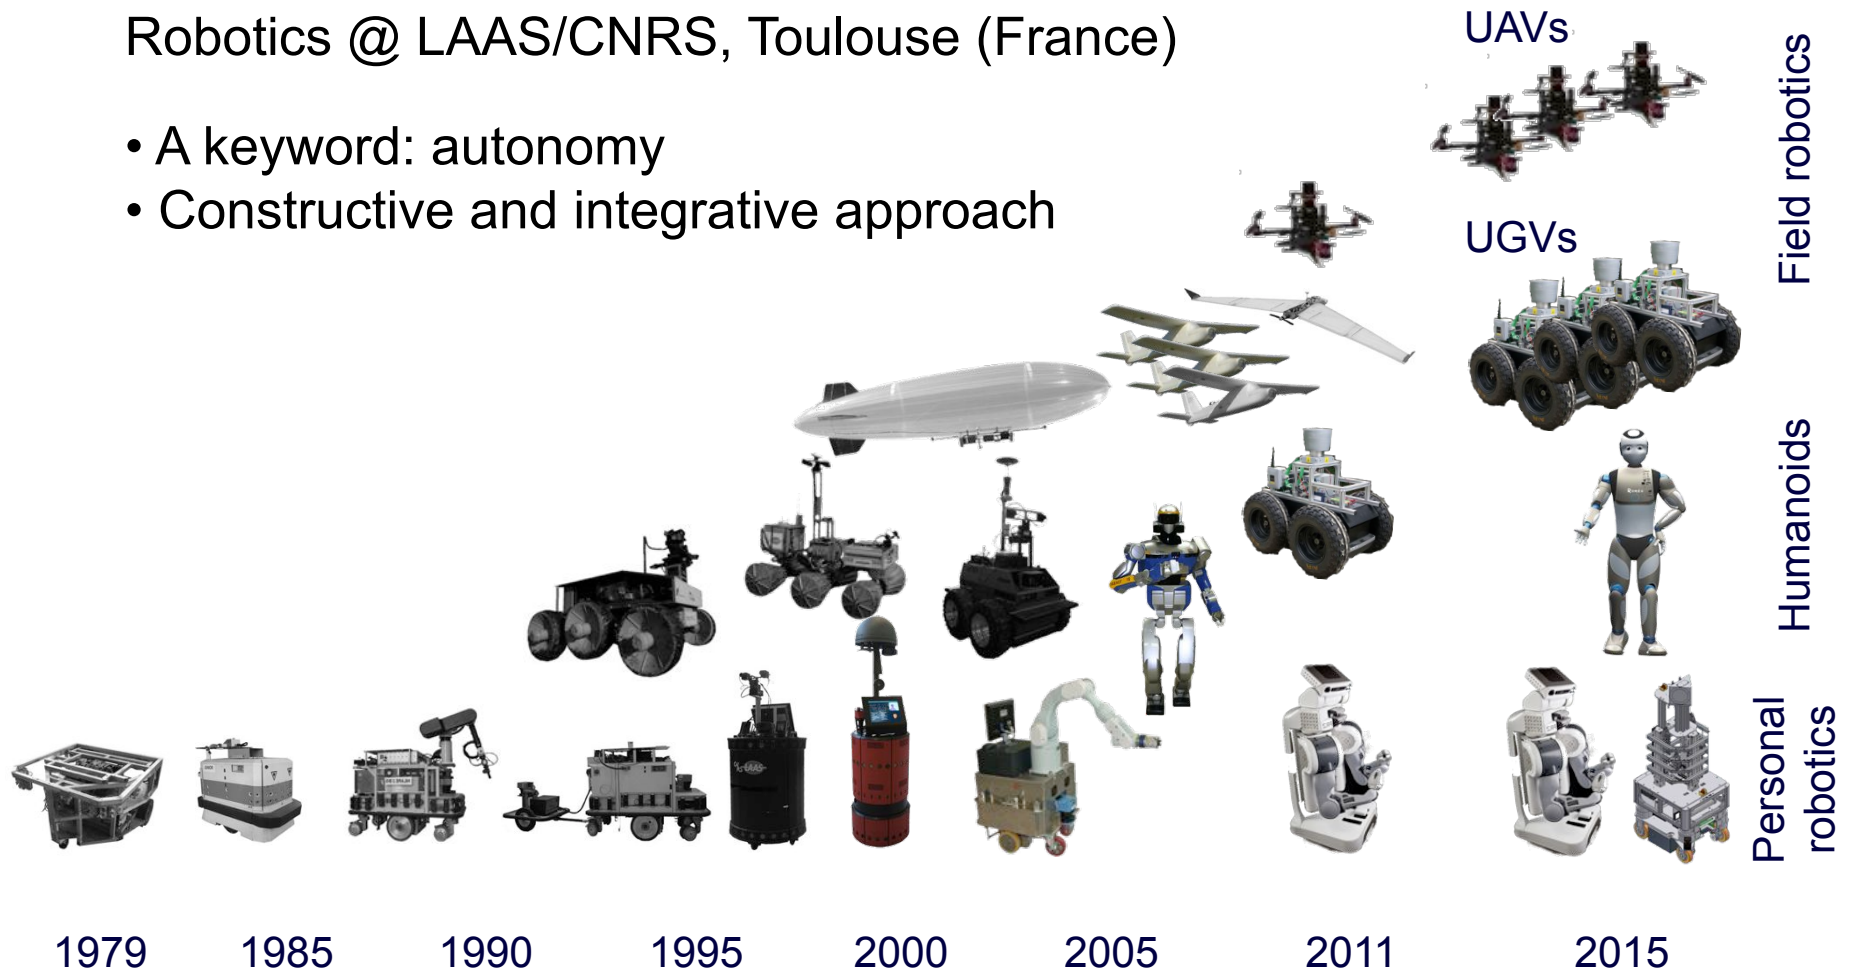 Robotics @ LAAS/CNRS, Toulouse (France)
• A keyword: autonomy
• Constructive and integrative approach
UAVs
UGVs
Field robotics
Humanoids
Personal
robotics
LAAS
1979
1985
1990
1995
2000
2005
2011
2015